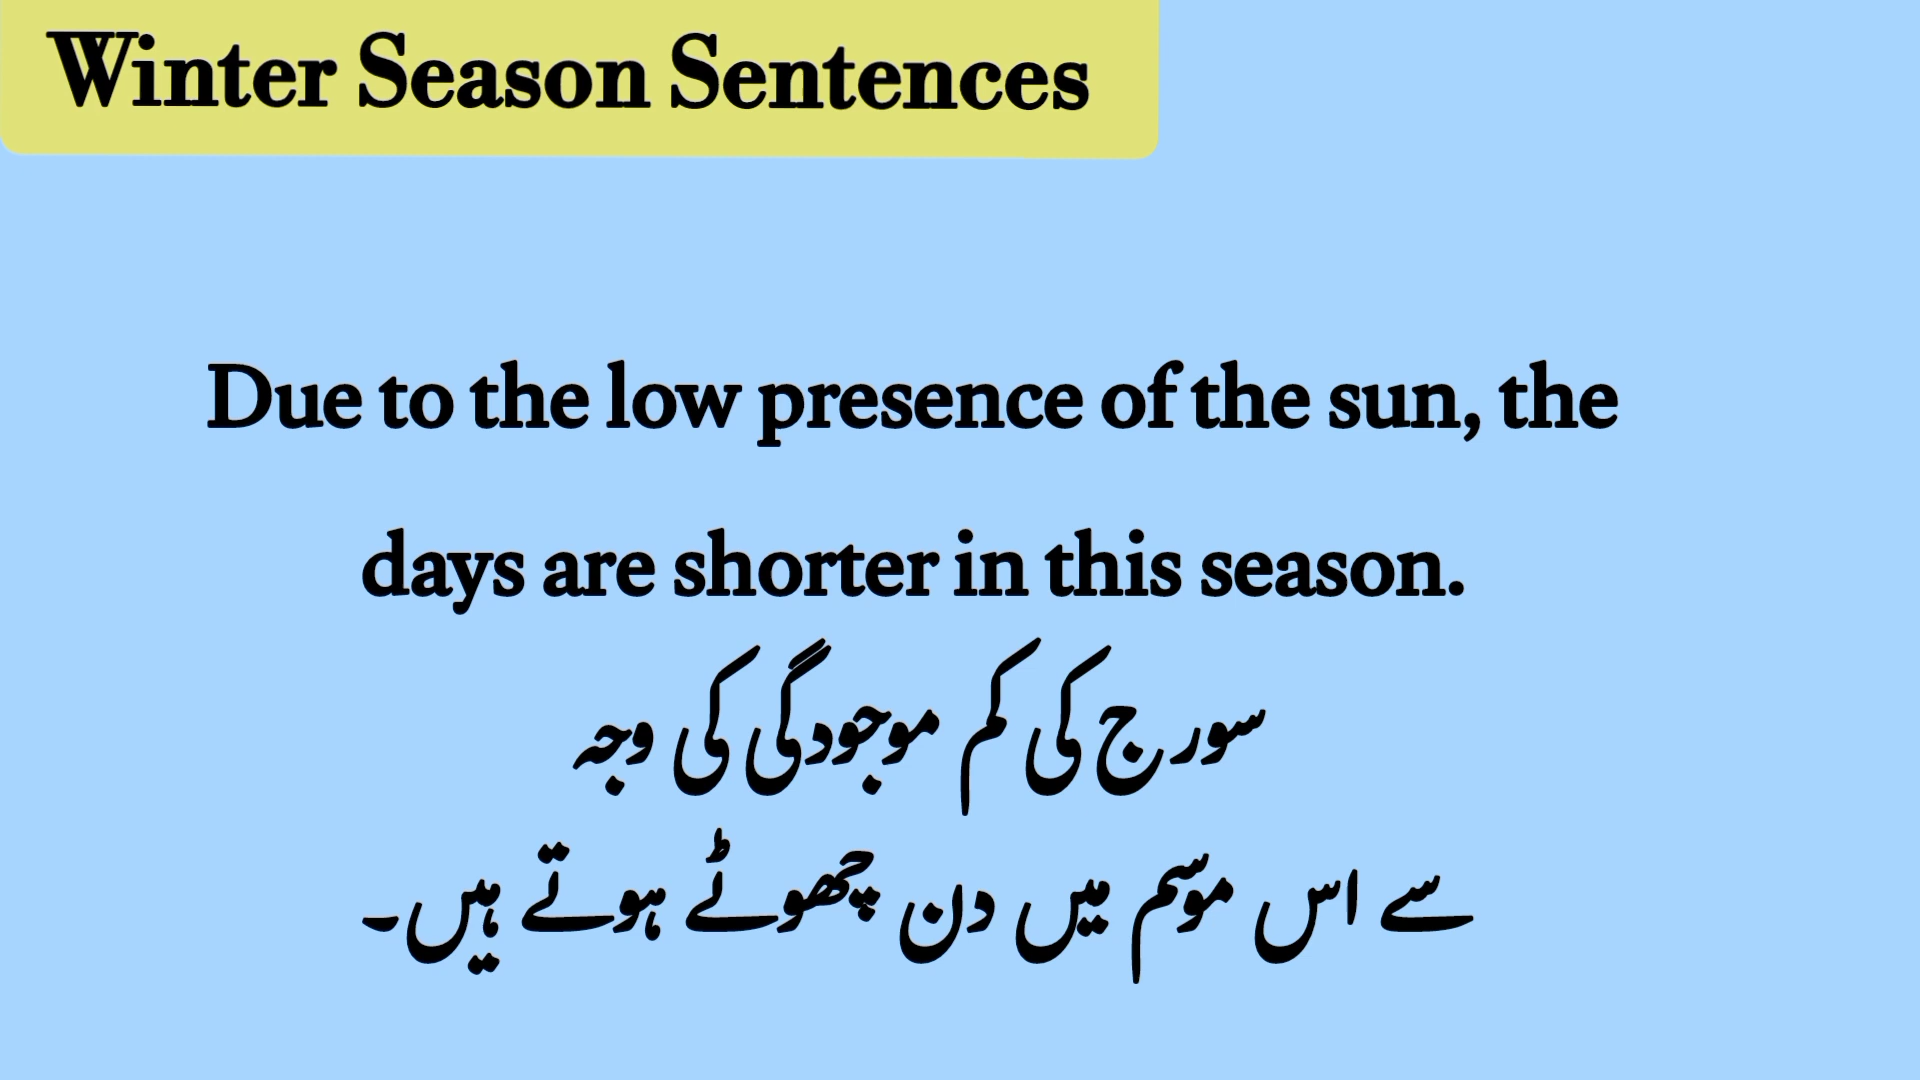 Winter Season Sentences
Due to the low presence of the sun, the
days are shorter in this season.
سورج کی کم موجودگی کی وجہ
سے اس موسم میں دن چھوٹے ہوتے ہیں۔